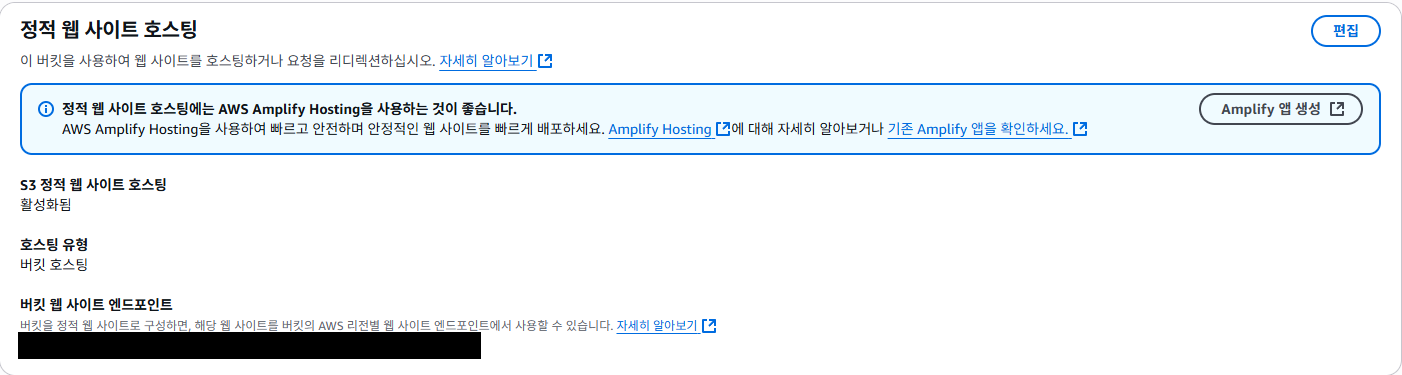 정적 웹 사이트 호스팅
편집
이 버킷을 사용하여 웹 사이트를 호스팅하거나 요청을 리디렉션하십시오. 자세히 알아보기
정적 웹 사이트 호스팅에는 AWS Amplify Hosting을 사용하는 것이 좋습니다.
Amplify 앱 생성
AWS Amplify Hosting을 사용하여 빠르고 안전하며 안정적인 웹 사이트를 빠르게 배포하세요. Amplify Hosting에 대해 자세히 알아보거나 기존 Amplify 앱을 확인하세요.
S3 정적 웹 사이트 호스팅
활성화됨
호스팅 유형
버킷 호스팅
버킷 웹 사이트 엔드포인트
버킷을 정적 웹 사이트로 구성하면, 해당 웹 사이트를 버킷의 AWS 리전별 웹 사이트 엔드포인트에서 사용할 수 있습니다. 자세히 알아보기